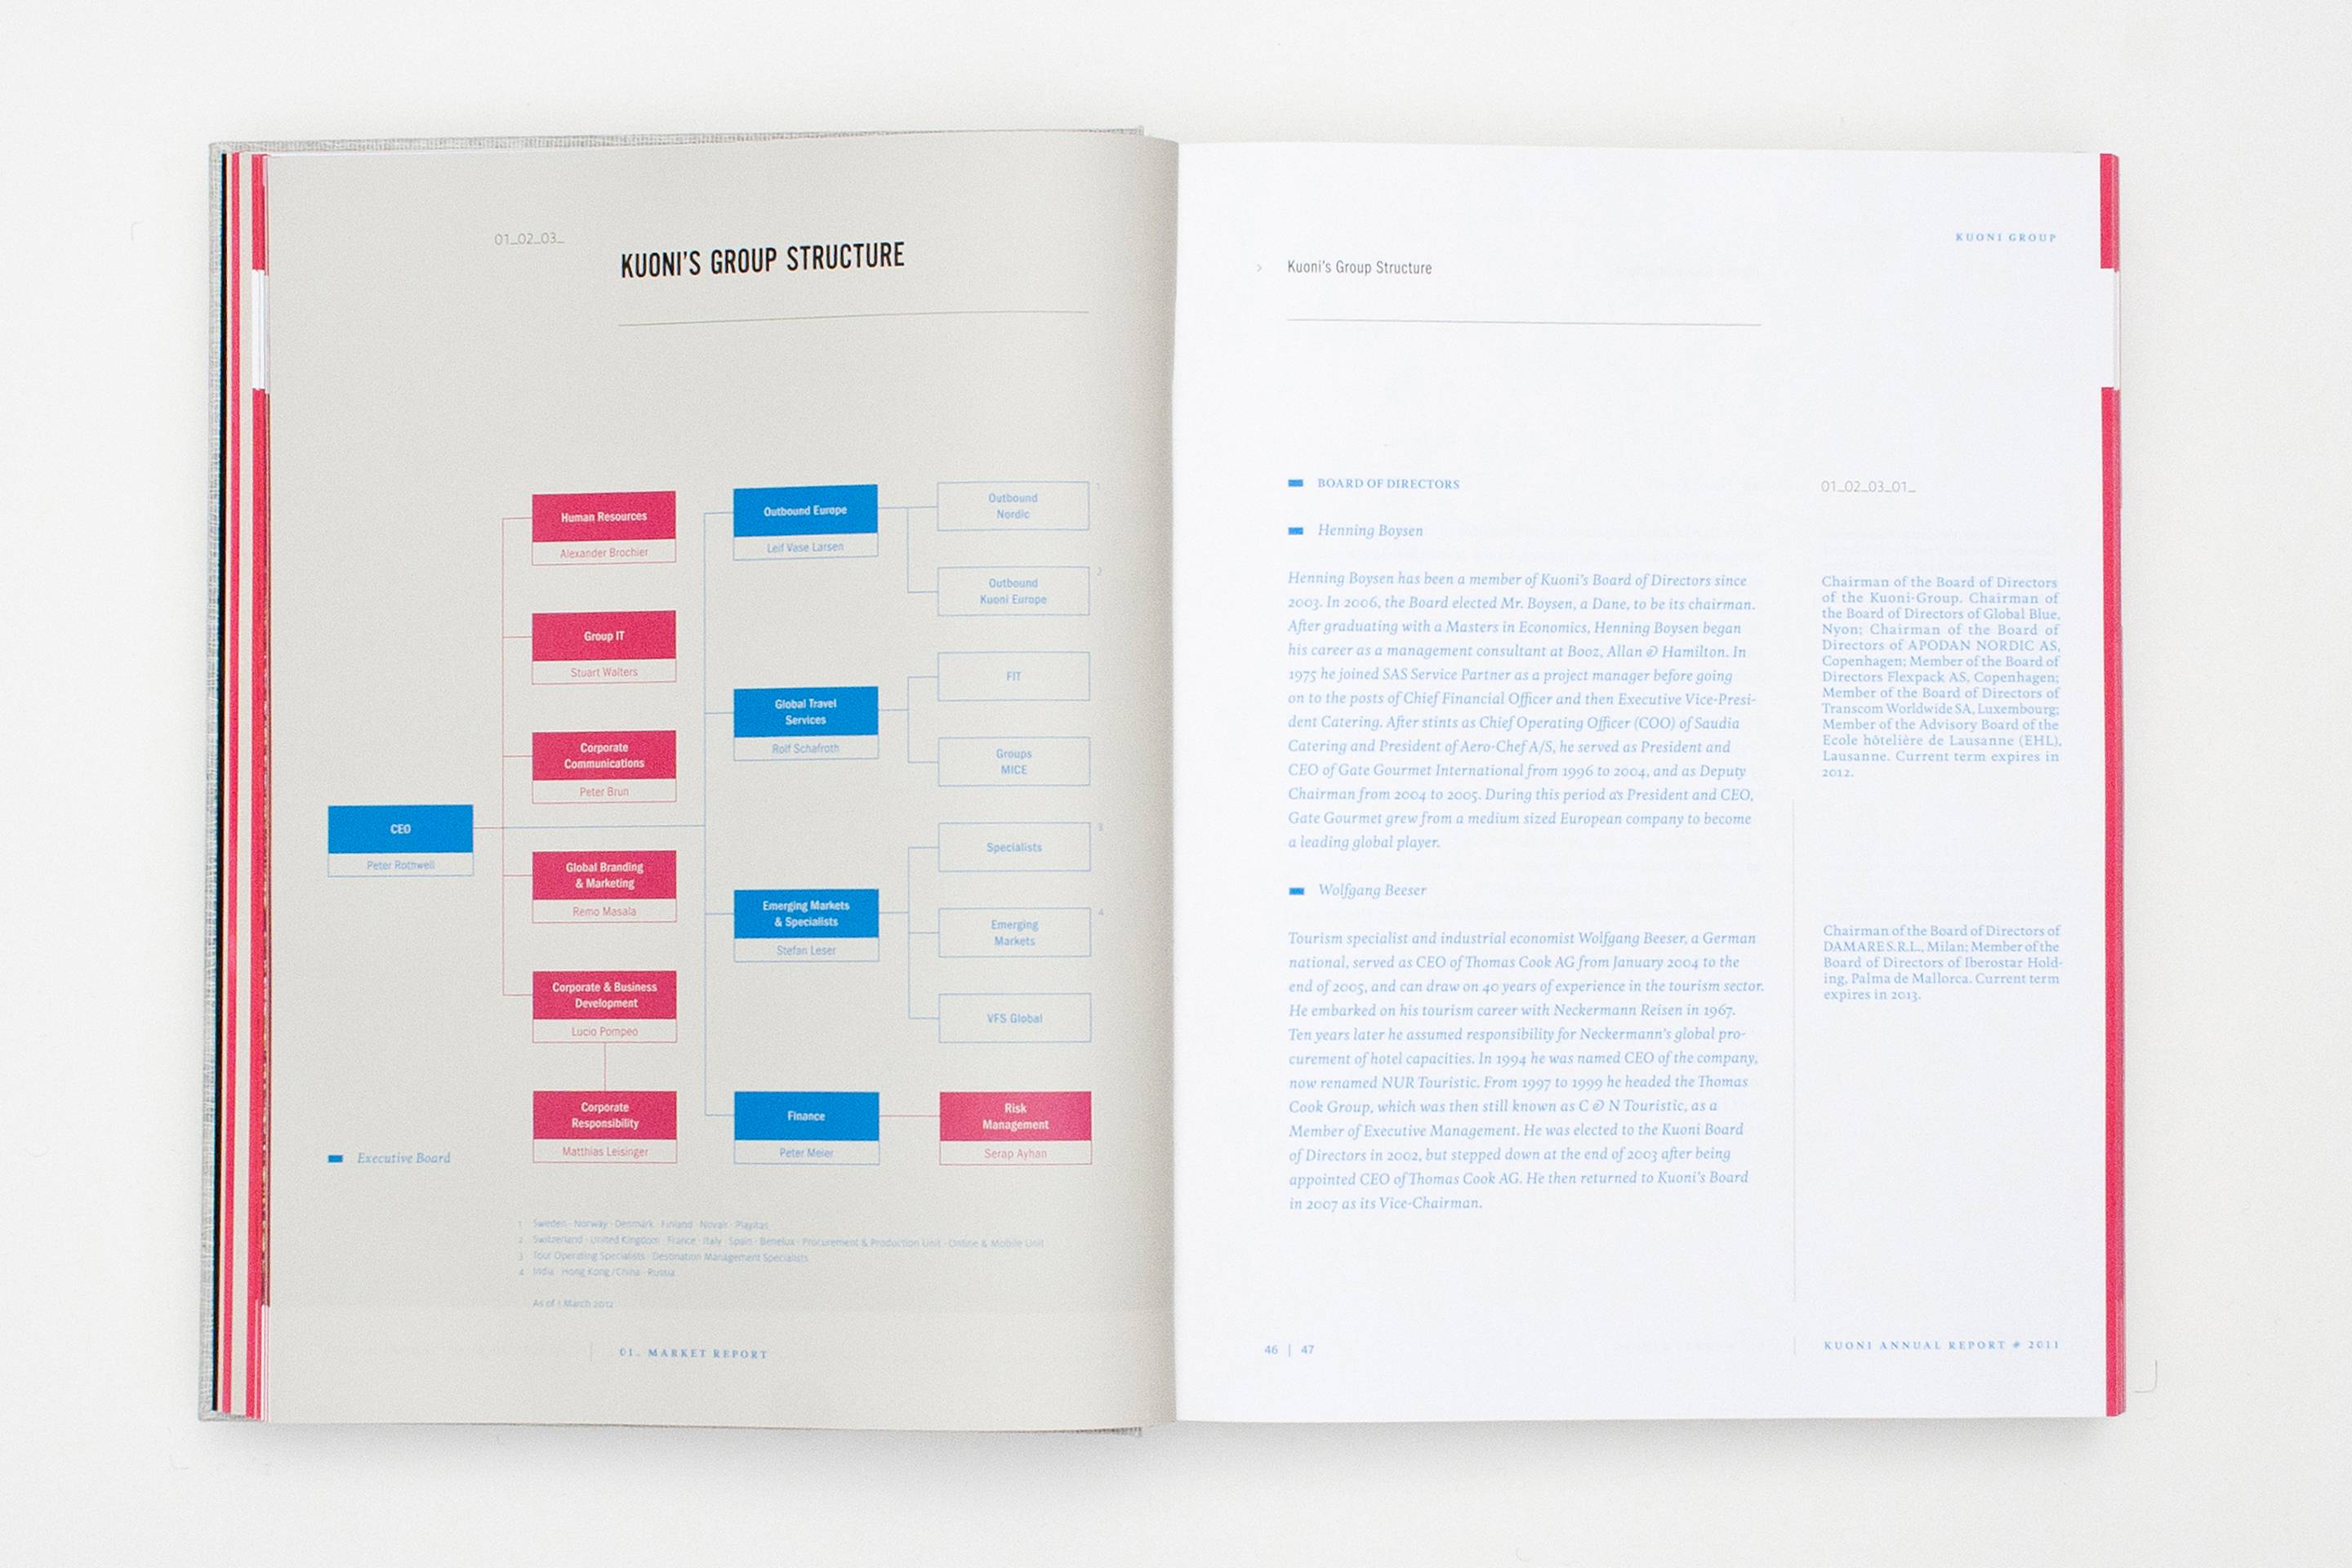 01_02_03_
KUONI'S GROUP STRUCTURE
Human Resources
Alexander Brochier
Group IT
Stuart Walters
Corporate
Communications
Peter Brun
CEO
Peter Rothwell
Global Branding
& Marketing
Remo Masala
Corporate & Business
Development
Lucio Pompeo
Corporate
Responsibility
Matthias Leisinger
Outbound Europe
Leif Vase Larsen
Global Travel
Services
Rolf Schafroth
Emerging Markets
& Specialists
Stefan Leser
Finance
Peter Meier
Outbound
Nordic
1
Outbound
Kuoni Europe
2
FIT
Groups
MICE
Specialists
3
Emerging
Markets
4
VFS Global
Risk
Management
Serap Ayhan
Executive Board
1 Sweden · Norway · Denmark · Finland · Novair · Playitas
2 Switzerland · United Kingdom · France · Italy · Spain · Benelux · Procurement & Production Unit · Online & Mobile Unit
3 Tour Operating Specialists · Destination Management Specialists
4 India · Hong Kong/China · Russia
As of 1 March 2012
01_ MARKET REPORT
KUONI GROUP
> Kuoni's Group Structure
BOARD OF DIRECTORS
Henning Boysen
Henning Boysen has been a member of Kuoni's Board of Directors since
2003. In 2006, the Board elected Mr. Boysen, a Dane, to be its chairman.
After graduating with a Masters in Economics, Henning Boysen began
his career as a management consultant at Booz, Allan & Hamilton. In
1975 he joined SAS Service Partner as a project manager before going
on to the posts of Chief Financial Officer and then Executive Vice-Presi-
dent Catering. After stints as Chief Operating Officer (COO) of Saudia
Catering and President of Aero-Chef A/S, he served as President and
CEO of Gate Gourmet International from 1996 to 2004, and as Deputy
Chairman from 2004 to 2005. During this period as President and CEO,
Gate Gourmet grew from a medium sized European company to become
a leading global player.
Wolfgang Beeser
Tourism specialist and industrial economist Wolfgang Beeser, a German
national, served as CEO of Thomas Cook AG from January 2004 to the
end of 2005, and can draw on 40 years of experience in the tourism sector.
He embarked on his tourism career with Neckermann Reisen in 1967.
Ten years later he assumed responsibility for Neckermann's global pro-
curement of hotel capacities. In 1994 he was named CEO of the company,
now renamed NUR Touristic. From 1997 to 1999 he headed the Thomas
Cook Group, which was then still known as C & N Touristic, as a
Member of Executive Management. He was elected to the Kuoni Board
of Directors in 2002, but stepped down at the end of 2003 after being
appointed CEO of Thomas Cook AG. He then returned to Kuoni's Board
in 2007 as its Vice-Chairman.
01_02_03_01_
Chairman of the Board of Directors
of the Kuoni-Group. Chairman of
the Board of Directors of Global Blue,
Nyon; Chairman of the Board of
Directors of APODAN NORDIC AS,
Copenhagen; Member of the Board of
Directors Flexpack AS, Copenhagen;
Member of the Board of Directors of
Transcom Worldwide SA, Luxembourg;
Member of the Advisory Board of the
Ecole hôtelière de Lausanne (EHL),
Lausanne. Current term expires in
2012.
Chairman of the Board of Directors of
DAMARE S.R.L., Milan; Member of the
Board of Directors of Iberostar Hold-
ing, Palma de Mallorca. Current term
expires in 2013.
46 | 47
KUONI ANNUAL REPORT # 2011